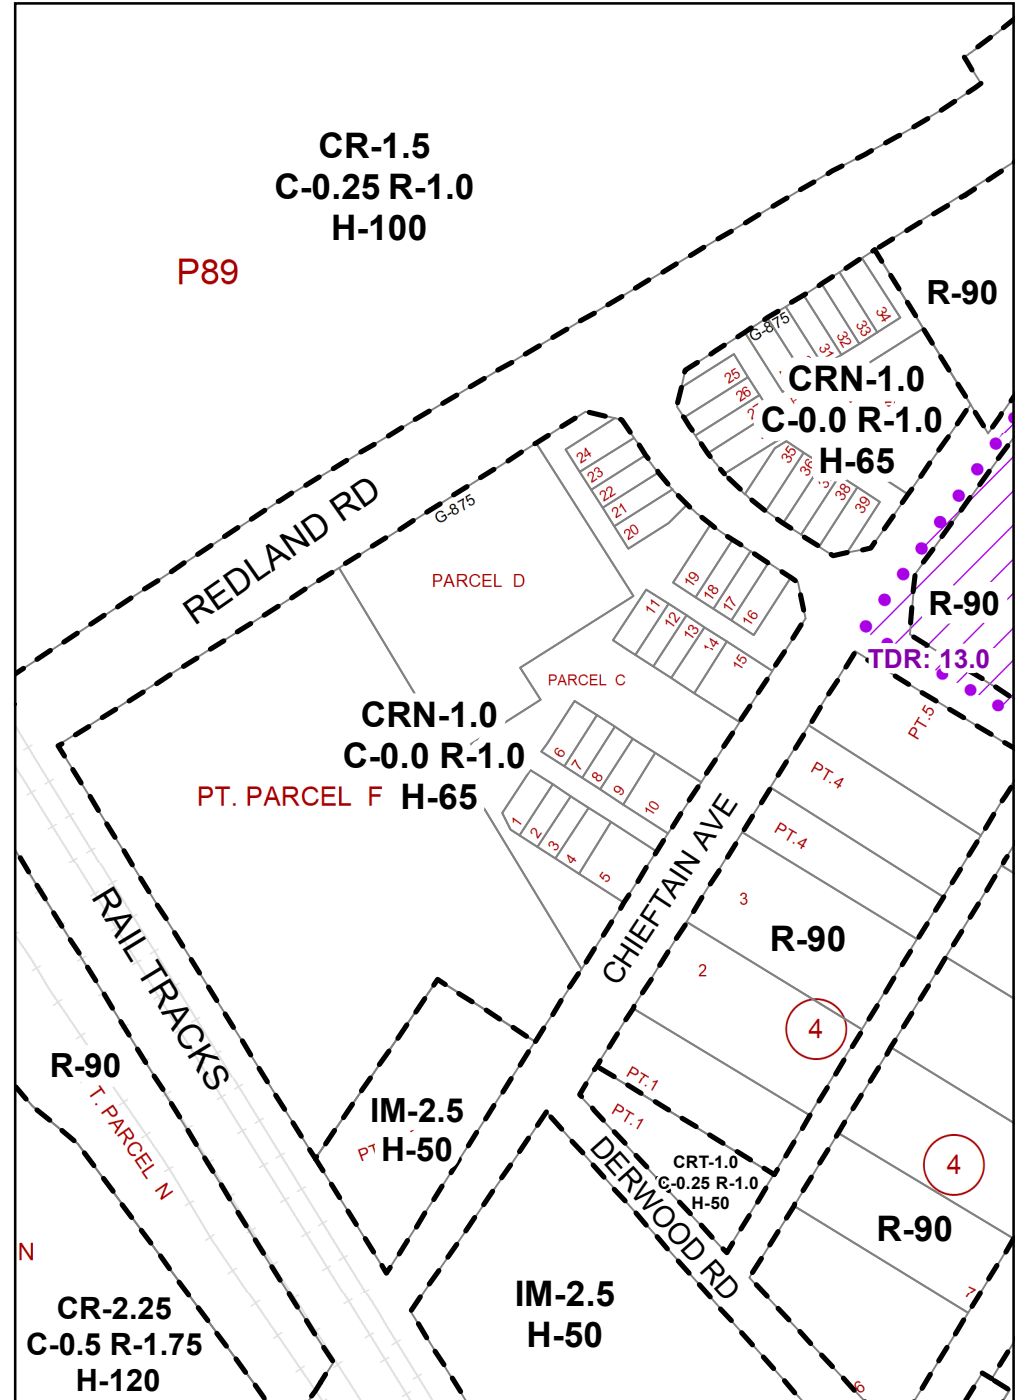 CR-1.5
C-0.25 R-1.0
H-100
P89
R-90
G-875
34
33
32
31
25
26
CRN-1.0
C-0.0 R-1.0
H-65
35
36
38
39
24
23
22
21
20
REDLAND RD
G-875
PARCEL D
19
18
17
16
11
12
13
14
15
R-90
TDR: 13.0
PARCEL C
CRN-1.0
C-0.0 R-1.0
H-65
PT. PARCEL F
6
7
8
9
10
1
2
3
4
5
PT.5
PT.4
PT.4
CHIEFTAIN AVE
3
R-90
2
4
RAIL TRACKS
R-90
T. PARCEL N
IM-2.5
H-50
PT
PT.1
PT.1
CRT-1.0
C-0.25 R-1.0
H-50
DERWOOD RD
4
R-90
7
N
CR-2.25
C-0.5 R-1.75
H-120
IM-2.5
H-50